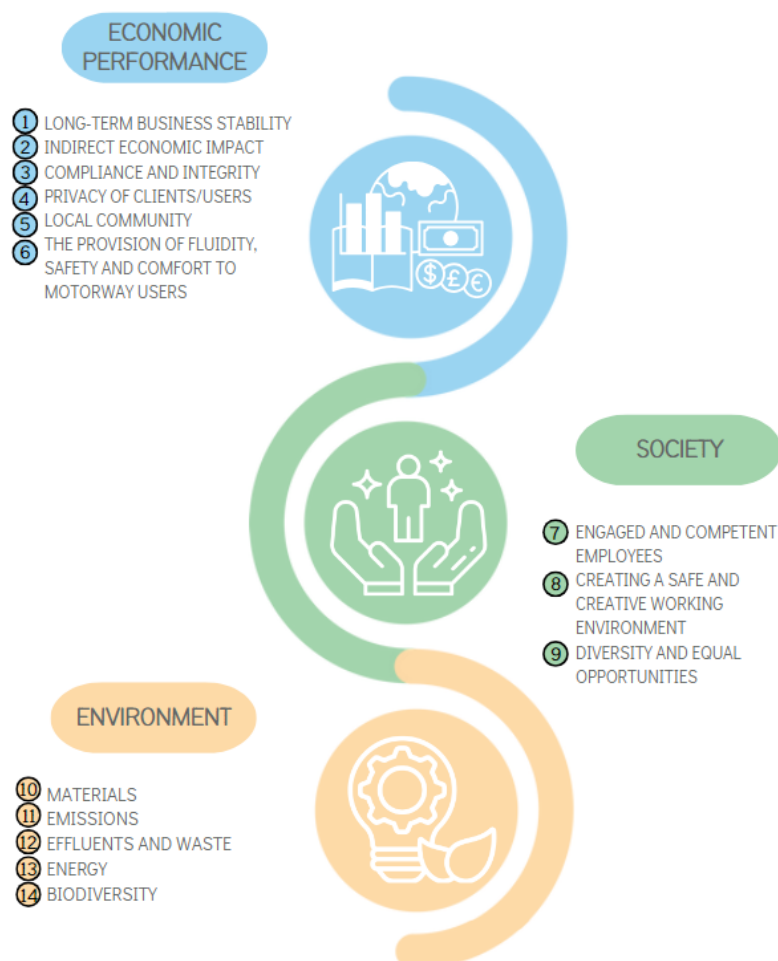 ECONOMIC
PERFORMANCE
1 LONG-TERM BUSINESS STABILITY
2 INDIRECT ECONOMIC IMPACT
3 COMPLIANCE AND INTEGRITY
4 PRIVACY OF CLIENTS/USERS
5 LOCAL COMMUNITY
6 THE PROVISION OF FLUIDITY,
SAFETY AND COMFORT TO
MOTORWAY USERS
$ £ €
SOCIETY
7 ENGAGED AND COMPETENT
EMPLOYEES
8 CREATING A SAFE AND
CREATIVE WORKING
ENVIRONMENT
9 DIVERSITY AND EQUAL
OPPORTUNITIES
ENVIRONMENT
10 MATERIALS
11 EMISSIONS
12 EFFLUENTS AND WASTE
13 ENERGY
14 BIODIVERSITY